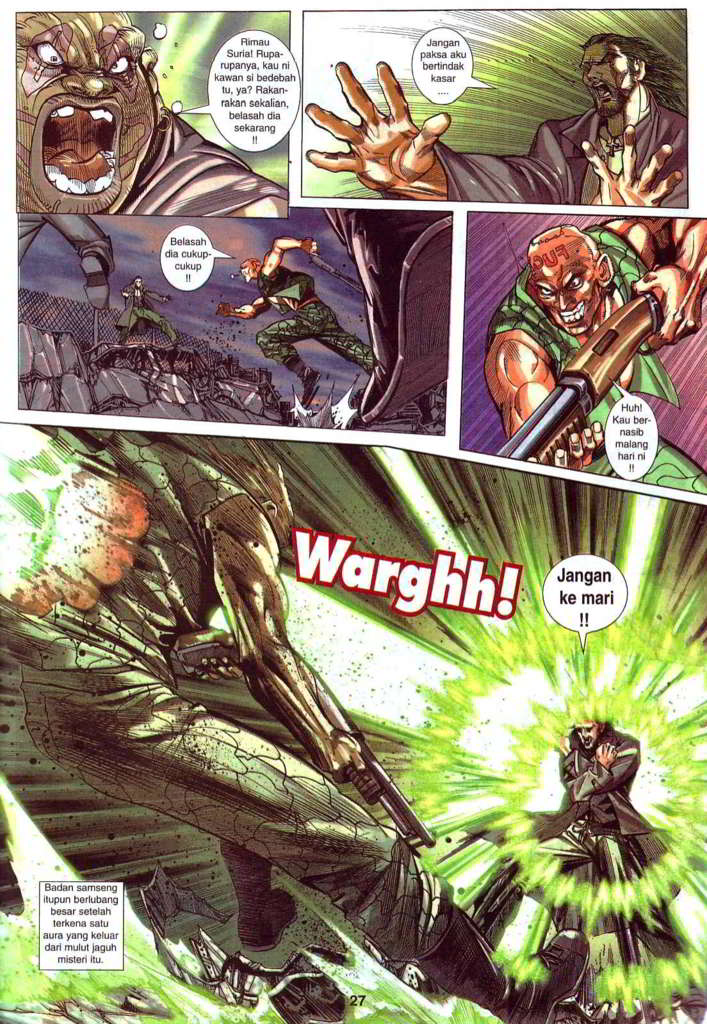 Rimau
Suria! Rupa-
rupanya, kau ni
kawan si bedebah
tu, ya? Rakan-
rakan sekalian,
belasah dia
sekarang
!!
Jangan
paksa aku
bertindak
kasar
....
Belasah
dia cukup-
cukup
!!
Huh!
Kau ber-
nasib
malang
hari ni
!!
Warghh!
Jangan
ke mari
!!
Badan samseng
itupun berlubang
besar setelah
terkena satu
aura yang keluar
dari mulut jaguh
misteri itu.
27